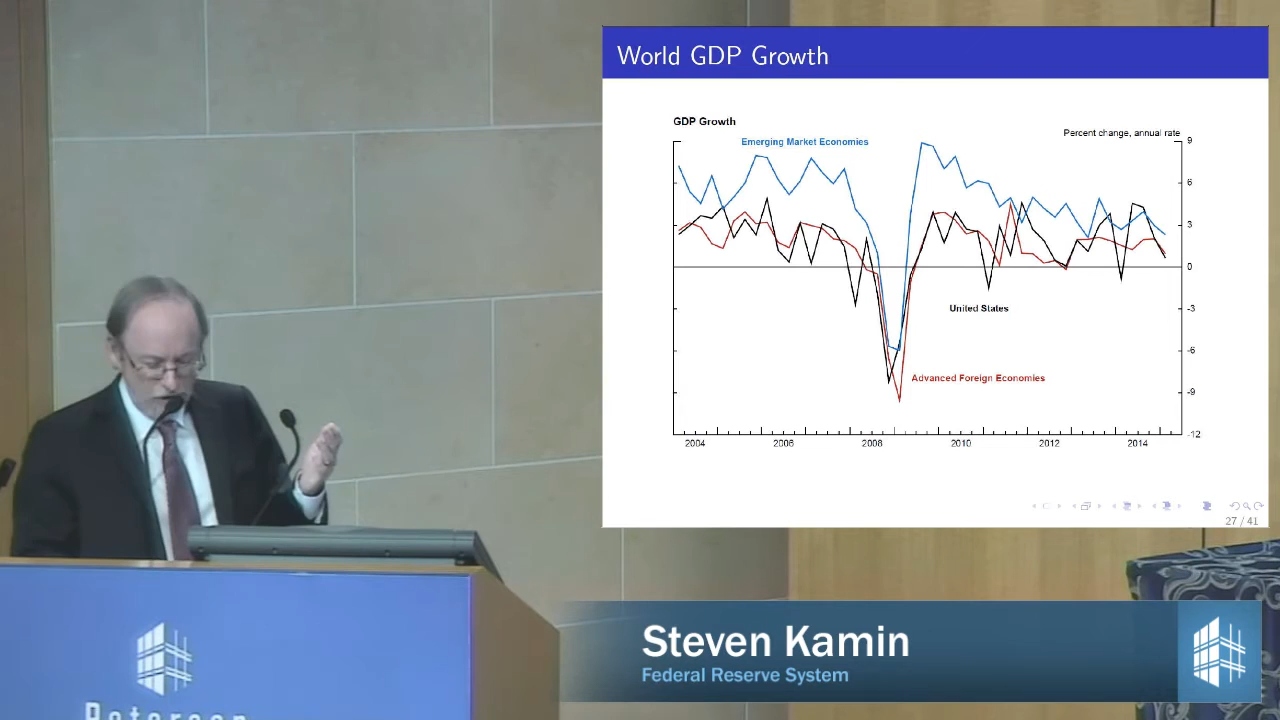 World GDP Growth
GDP Growth
Percent change, annual rate
Emerging Market Economies
9
6
3
0
-3
-6
-9
-12
United States
Advanced Foreign Economies
2004 2006 2008 2010 2012 2014
27 / 41
Steven Kamin
Federal Reserve System
Peterson